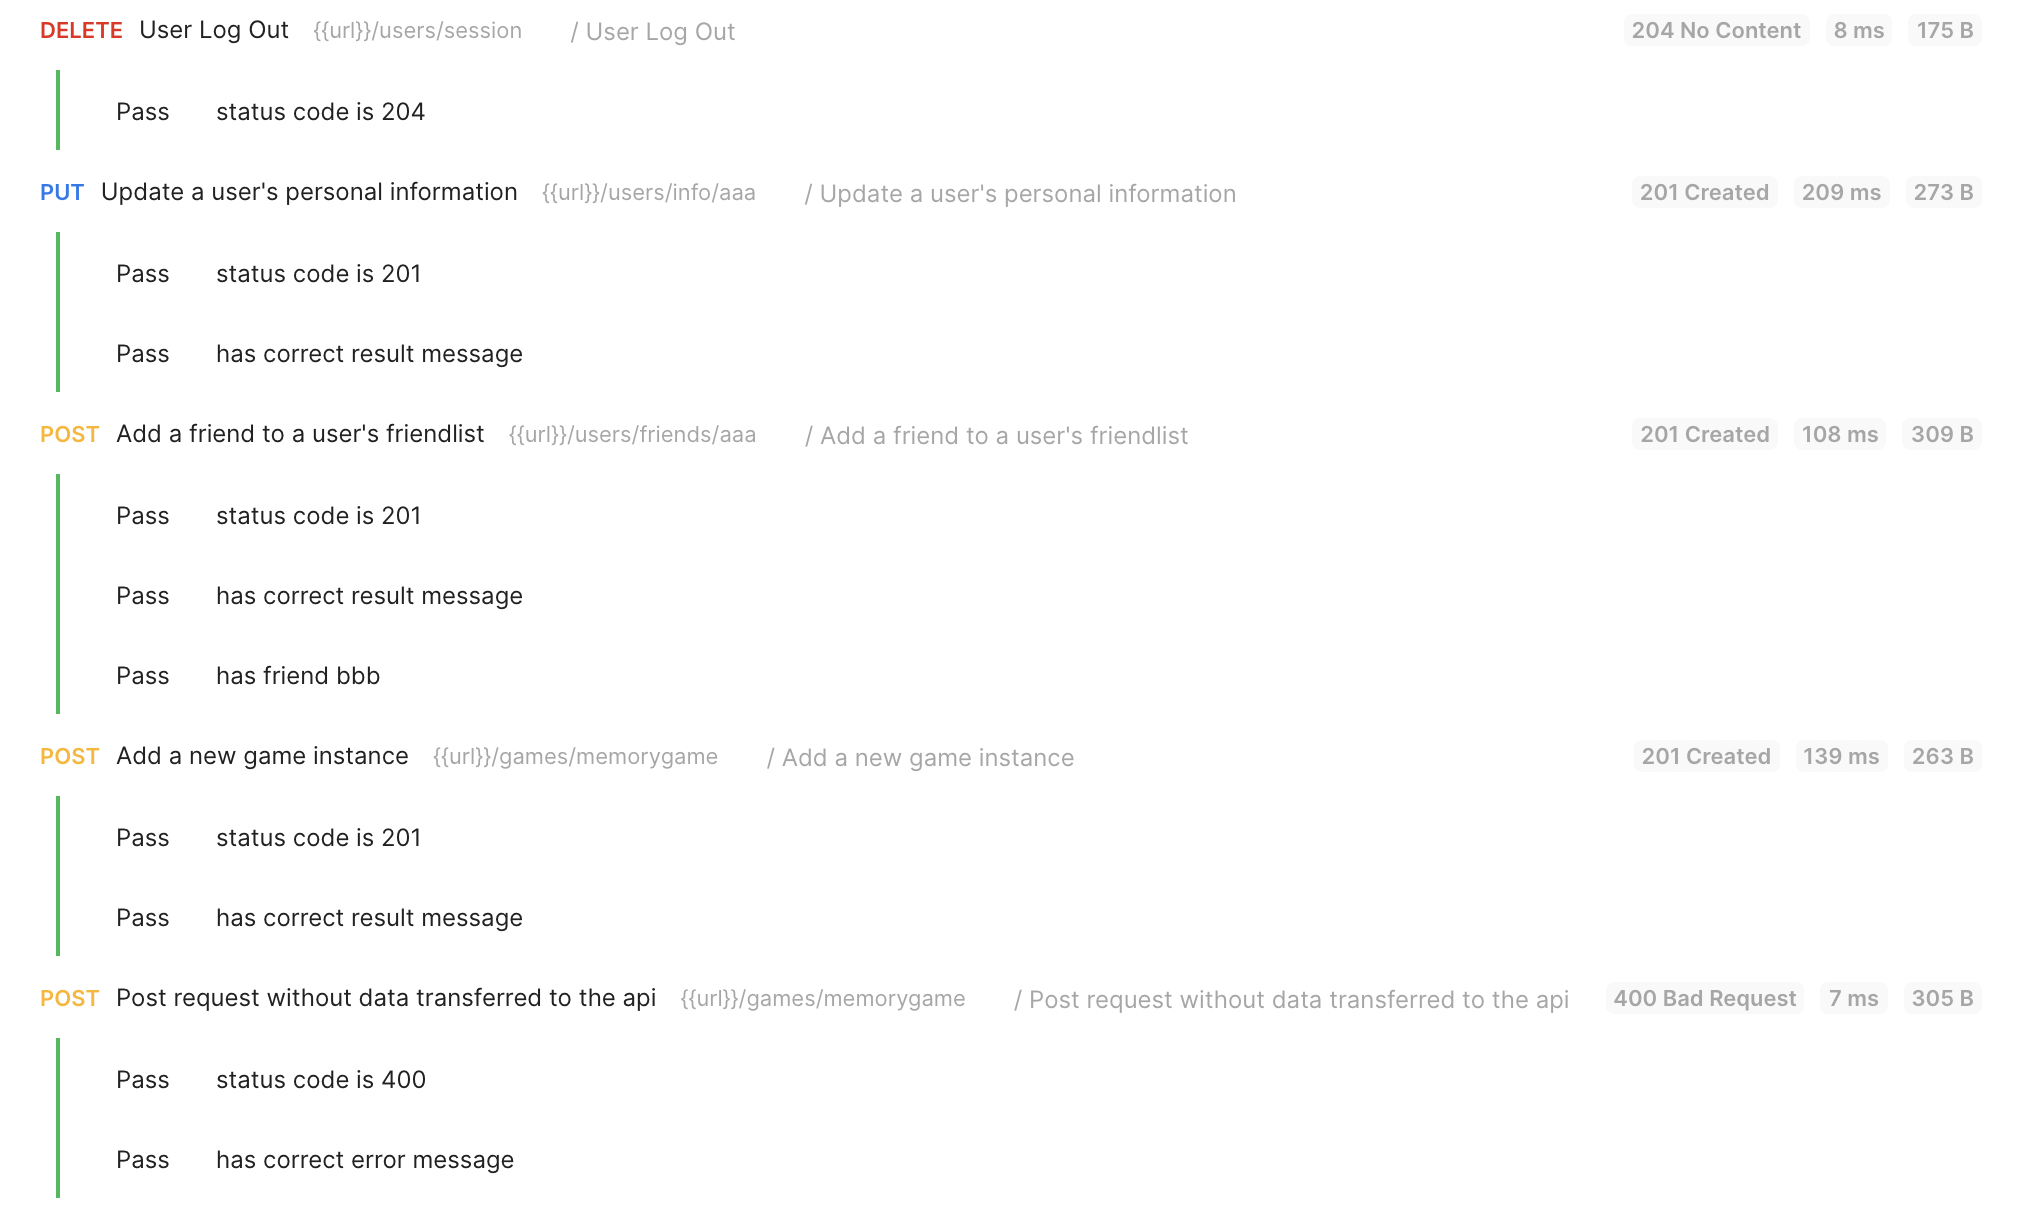 DELETE User Log Out {{url}}/users/session / User Log Out 204 No Content 8 ms 175 B
Pass status code is 204
PUT Update a user's personal information {{url}}/users/info/aaa / Update a user's personal information 201 Created 209 ms 273 B
Pass status code is 201
Pass has correct result message
POST Add a friend to a user's friendlist {{url}}/users/friends/aaa / Add a friend to a user's friendlist 201 Created 108 ms 309 B
Pass status code is 201
Pass has correct result message
Pass has friend bbb
POST Add a new game instance {{url}}/games/memorygame / Add a new game instance 201 Created 139 ms 263 B
Pass status code is 201
Pass has correct result message
POST Post request without data transferred to the api {{url}}/games/memorygame / Post request without data transferred to the api 400 Bad Request 7 ms 305 B
Pass status code is 400
Pass has correct error message